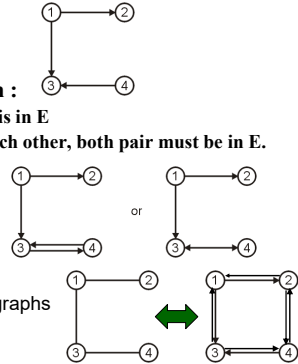 1 2
:
3 4
is in E
ch other, both pair must be in E.
1 2 1 2
or
3 4 3 4
1 2 1 2
graphs
3 4 3 4